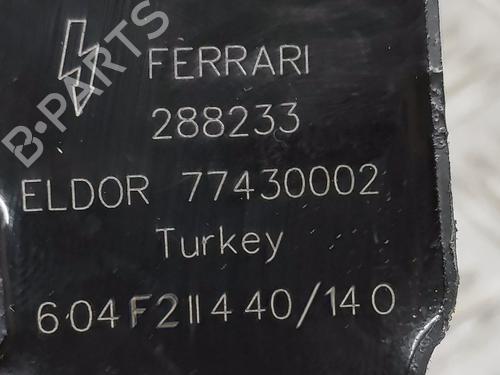 B-PARTS
FERRARI
288233
ELDOR 77430002
Turkey
604F211440/140